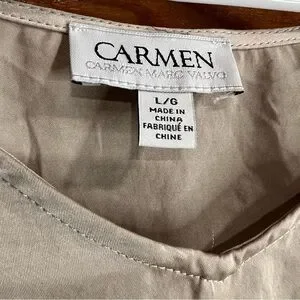 CARMEN
CARMEN MARC VALVO
L/G
MADE IN
CHINA
FABRIQUÉ EN
CHINE